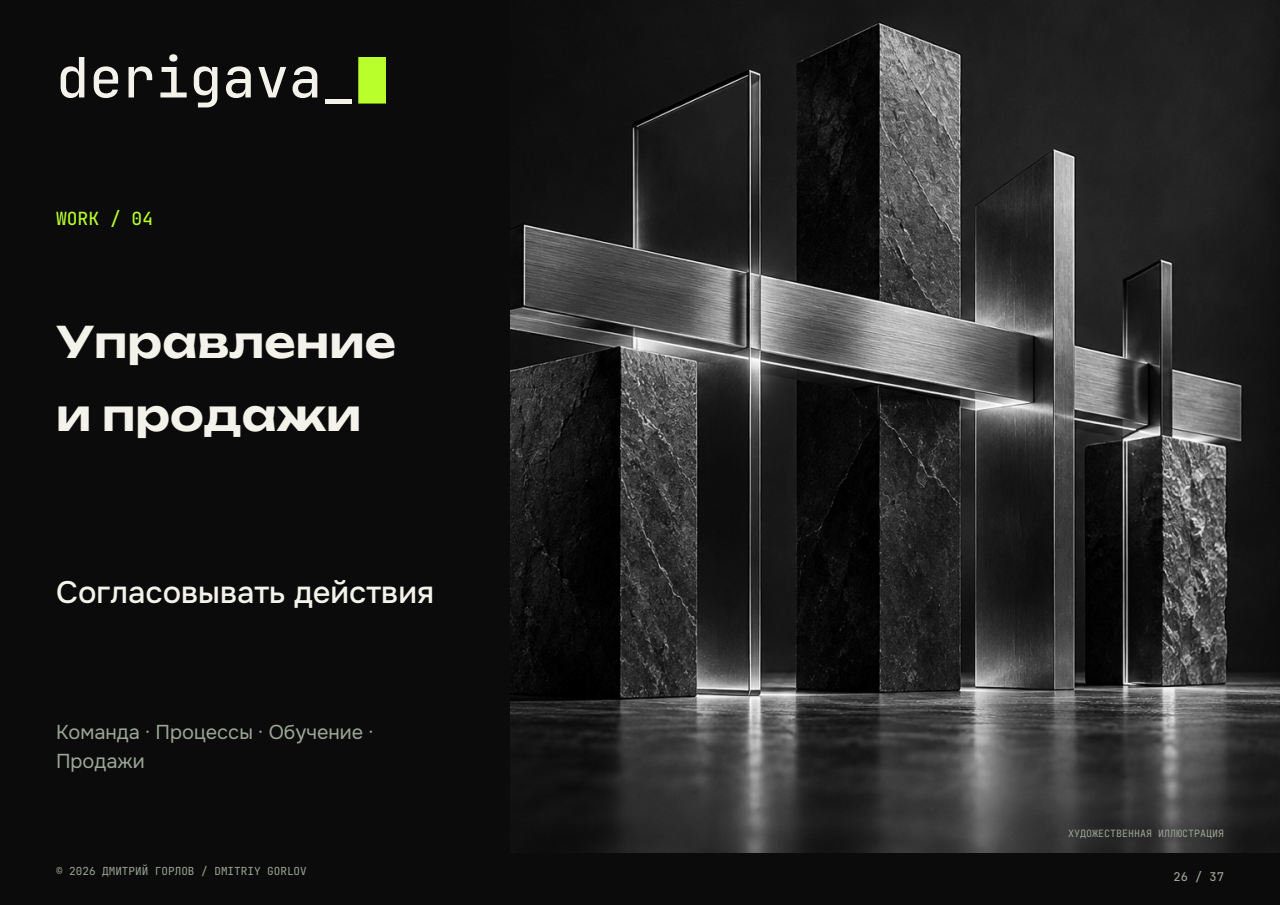 derigava_
WORK / 04
Управление
и продажи
Согласовывать действия
Команда · Процессы · Обучение ·
Продажи
ХУДОЖЕСТВЕННАЯ ИЛЛЮСТРАЦИЯ
© 2026 ДМИТРИЙ ГОРЛОВ / DMITRIY GORLOV
26 / 37